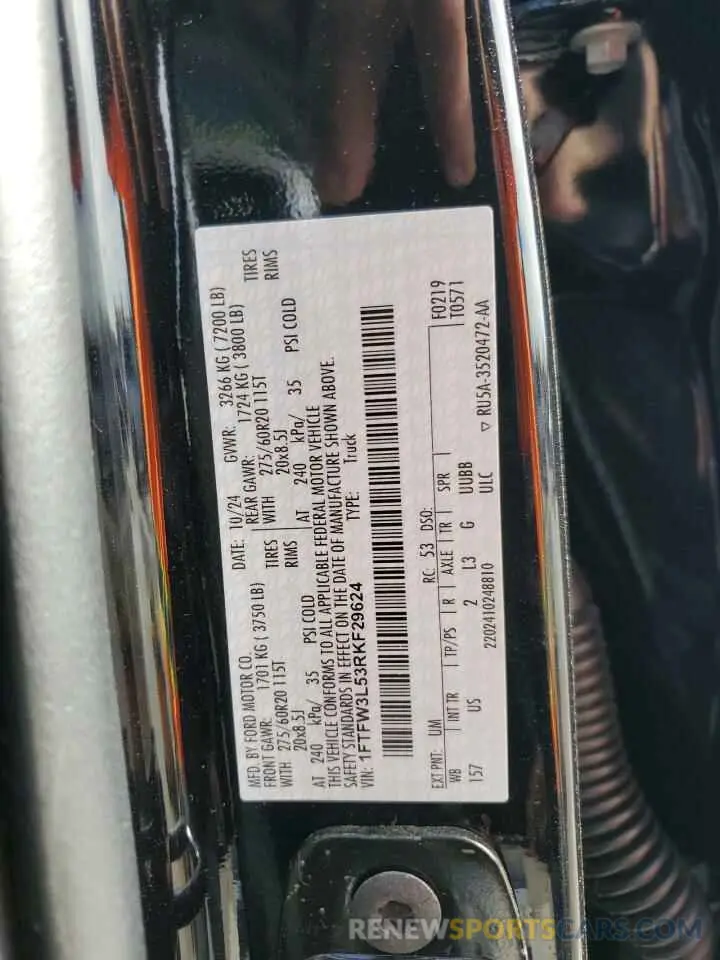 MFD. BY FORD MOTOR CO.
DATE: 10/24 GVWR: 3266 KG ( 7200 LB)
FRONT GAWR: 1701 KG ( 3750 LB)
REAR GAWR: 1724 KG ( 3800 LB)
WITH 275/60R20 115T TIRES
WITH 275/60R20 115T TIRES
20x8.5J RIMS
20x8.5J RIMS
AT 240 kPa/ 35 PSI COLD
AT 240 kPa/ 35 PSI COLD
THIS VEHICLE CONFORMS TO ALL APPLICABLE FEDERAL MOTOR VEHICLE
SAFETY STANDARDS IN EFFECT ON THE DATE OF MANUFACTURE SHOWN ABOVE.
VIN: 1FTFW3L53RKF29624 TYPE: Truck
EXT PNT: UM RC: 53 DSO: F0219
WB INT TR TP/PS R AXLE TR SPR T0571
157 US 2 L3 G UUBB
2202410248810 ULC ▽ RU5A-3520472-AA
RENEWSPORTSCARS.COM